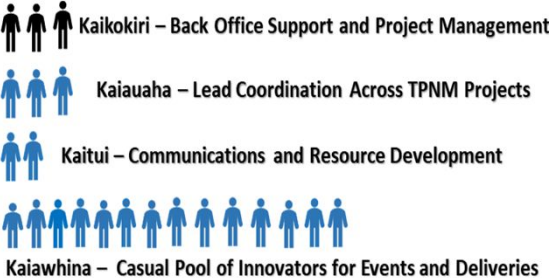 Kaikokiri – Back Office Support and Project Management
Kaiauaha – Lead Coordination Across TPNM Projects
Kaitui – Communications and Resource Development
Kaiawhina – Casual Pool of Innovators for Events and Deliveries